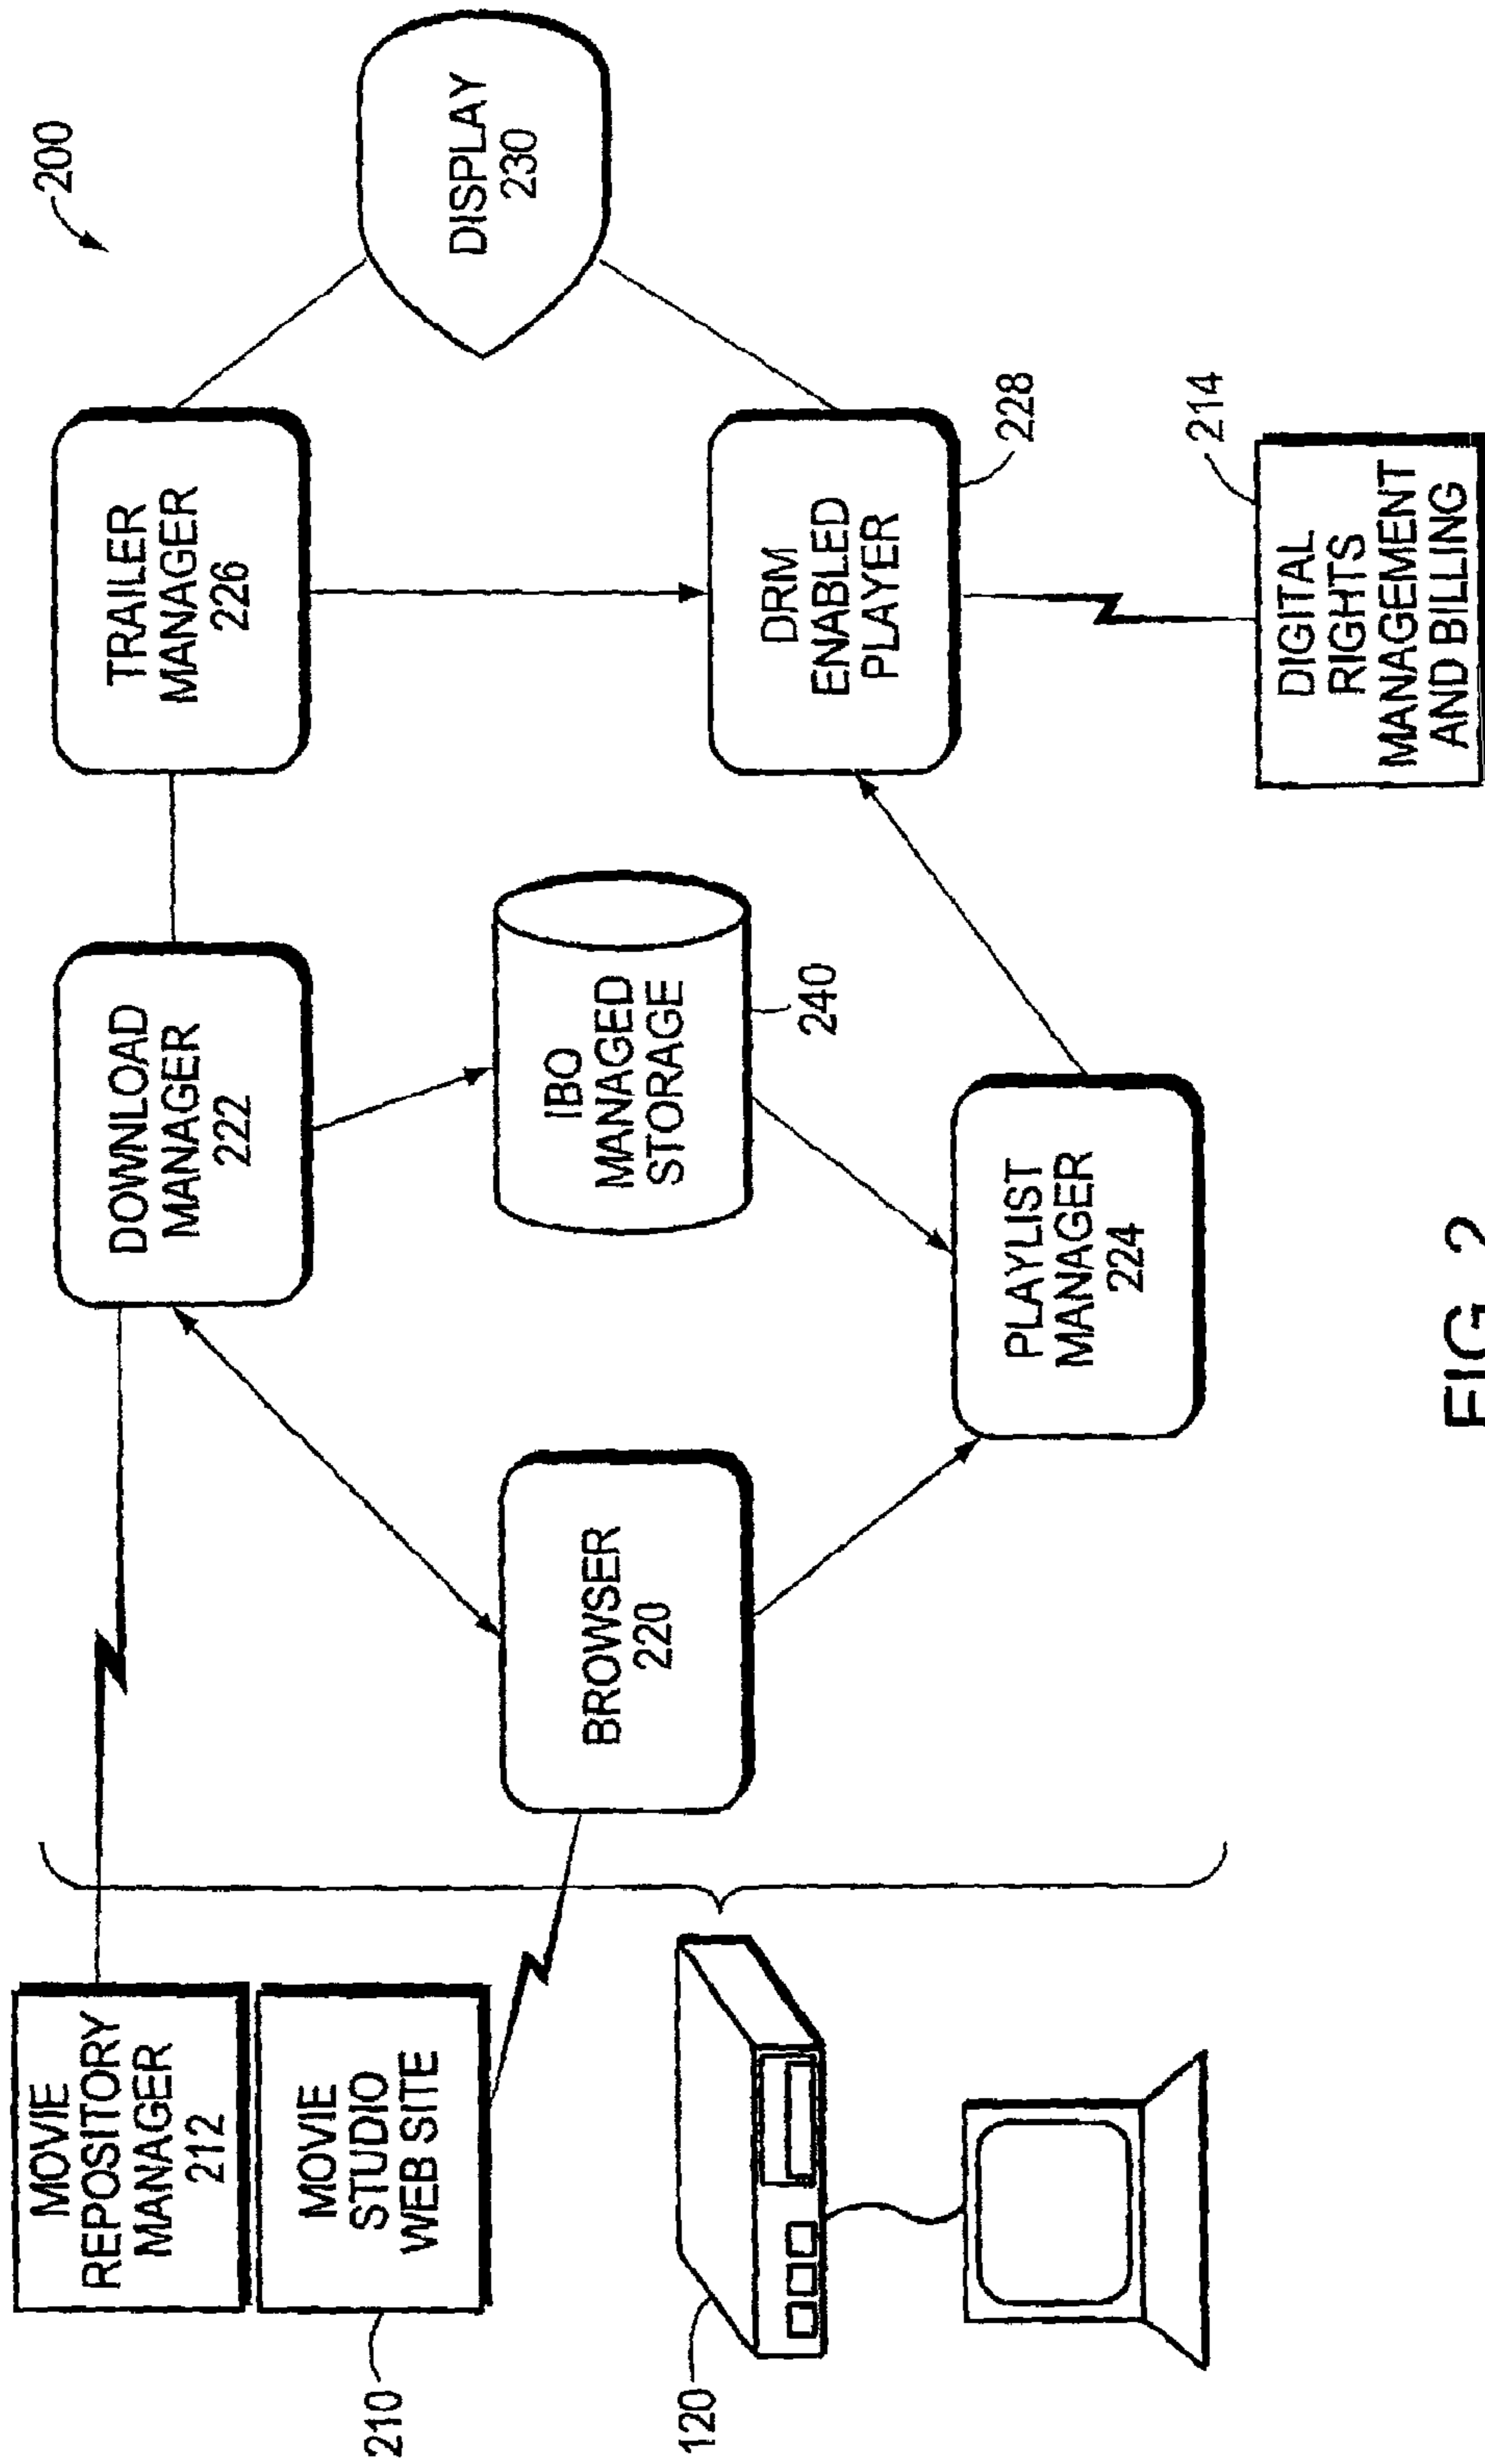 200
MOVIE
REPOSITORY
MANAGER
212
DOWNLOAD
MANAGER
222
TRAILER
MANAGER
226
MOVIE
STUDIO
WEB SITE
210
BROWSER
220
IBO
MANAGED
STORAGE
240
DISPLAY
230
120
PLAYLIST
MANAGER
224
DRM
ENABLED
PLAYER
228
214
DIGITAL
RIGHTS
MANAGEMENT
AND BILLING
FIG. 2